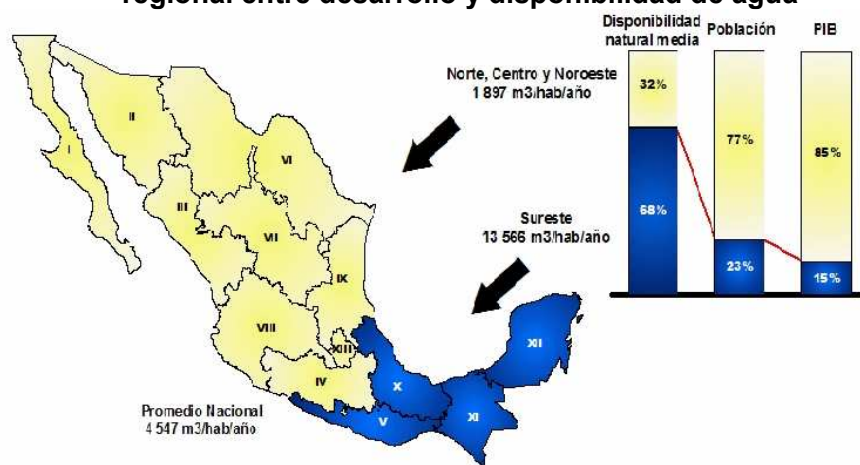 regional entre desarrollo y disponibilidad de agua
Disponibilidad
natural media
Población
PIB
Norte, Centro y Noroeste
1 897 m3/hab/año
32%
77%
85%
68%
23%
15%
Sureste
13 566 m3/hab/año
I
II
III
VI
VII
IX
VIII
XIII
IV
X
V
XI
XII
Promedio Nacional
4 547 m3/hab/año